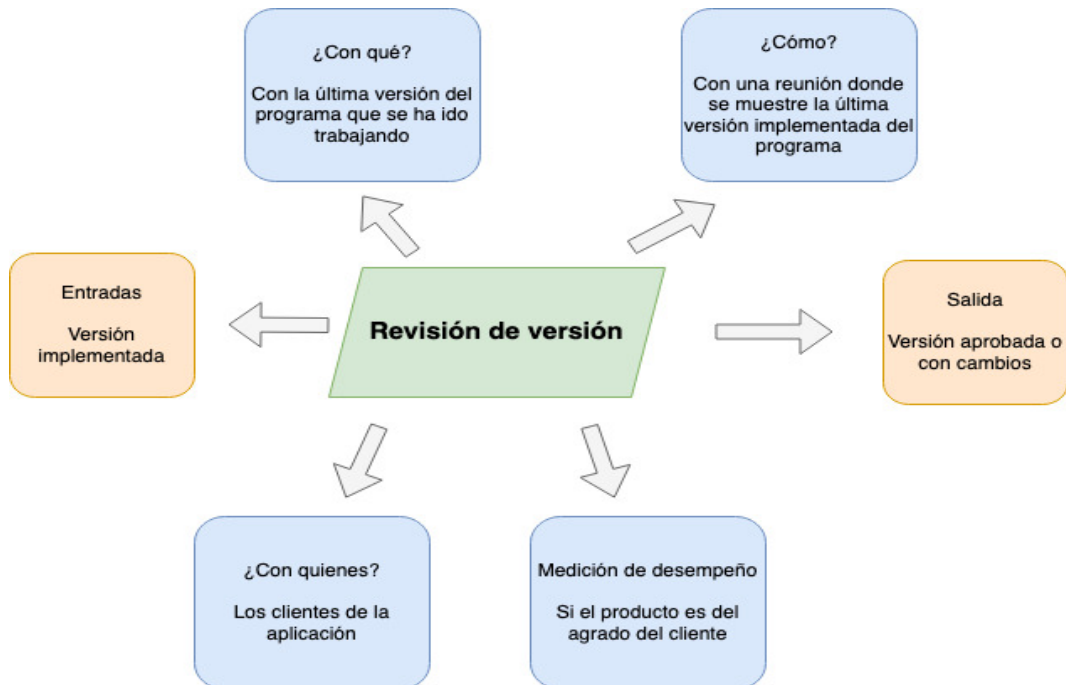 ¿Con qué?
Con la última versión del
programa que se ha ido
trabajando
¿Cómo?
Con una reunión donde
se muestre la última
versión implementada del
programa
Entradas
Versión
implementada
Revisión de versión
Salida
Versión aprobada o
con cambios
¿Con quienes?
Los clientes de la
aplicación
Medición de desempeño
Si el producto es del
agrado del cliente